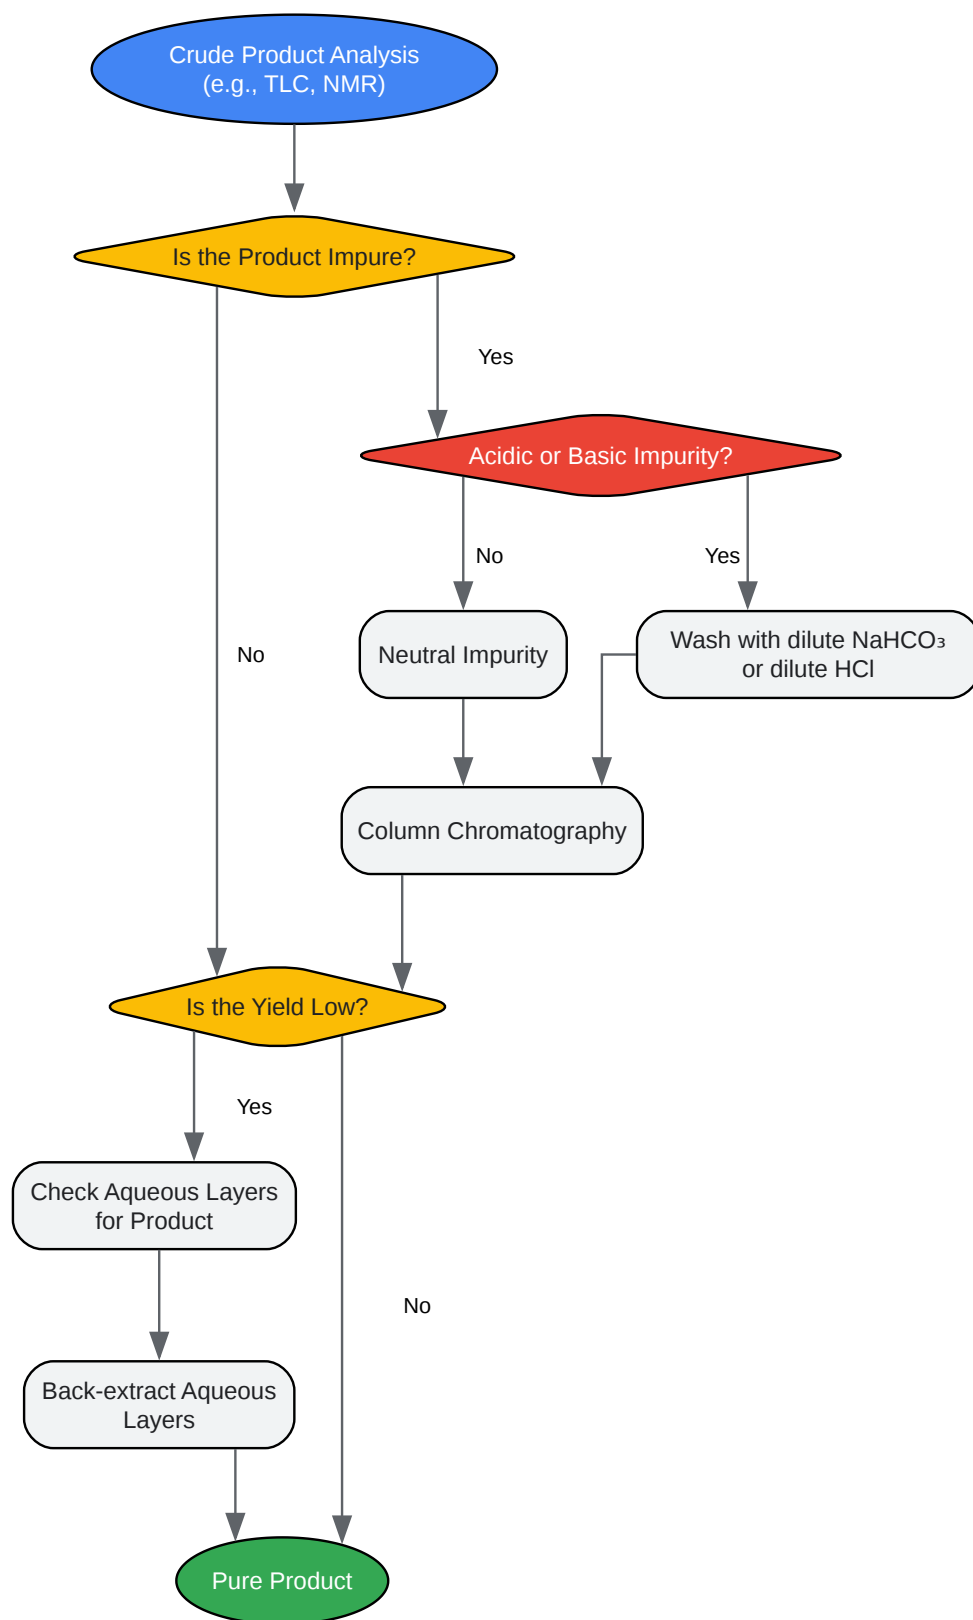 Crude Product Analysis
(e.g., TLC, NMR)
Is the Product Impure?
Yes
Acidic or Basic Impurity?
No
Yes
Neutral Impurity
Wash with dilute NaHCO₃
or dilute HCl
No
Column Chromatography
Is the Yield Low?
Yes
Check Aqueous Layers
for Product
No
Back-extract Aqueous
Layers
Pure Product